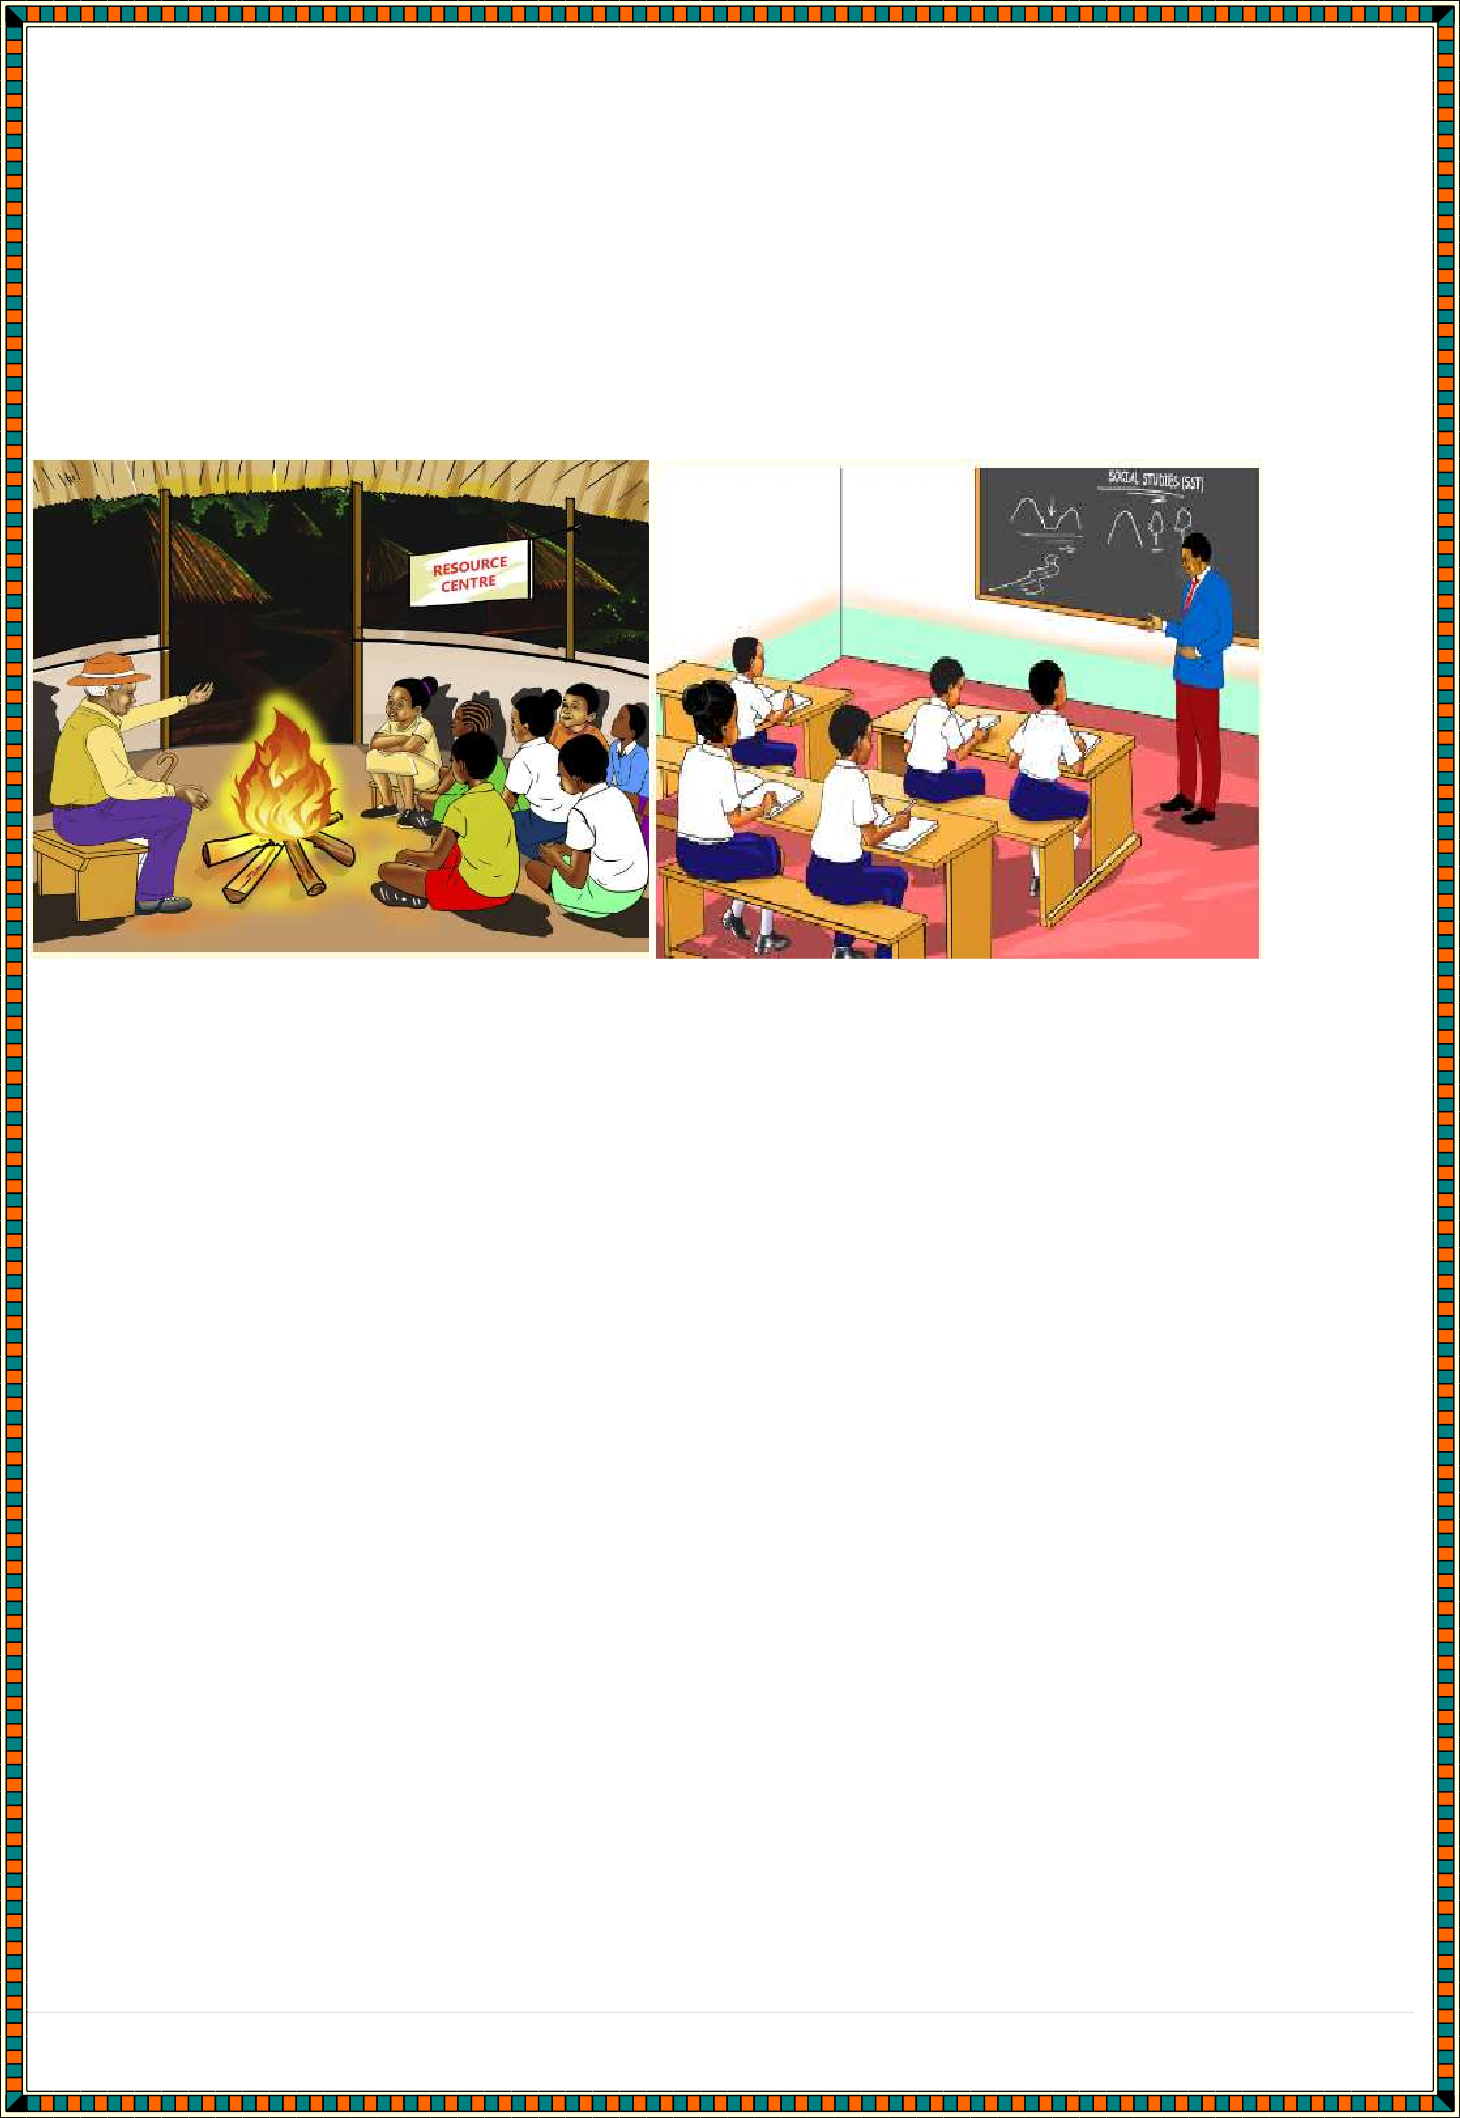 RESOURCE
CENTRE
SOCIAL STUDIES (SST)